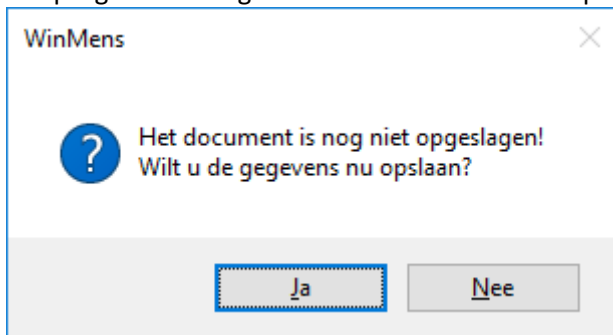 WinMens
Het document is nog niet opgeslagen!
Wilt u de gegevens nu opslaan?
Ja
Nee